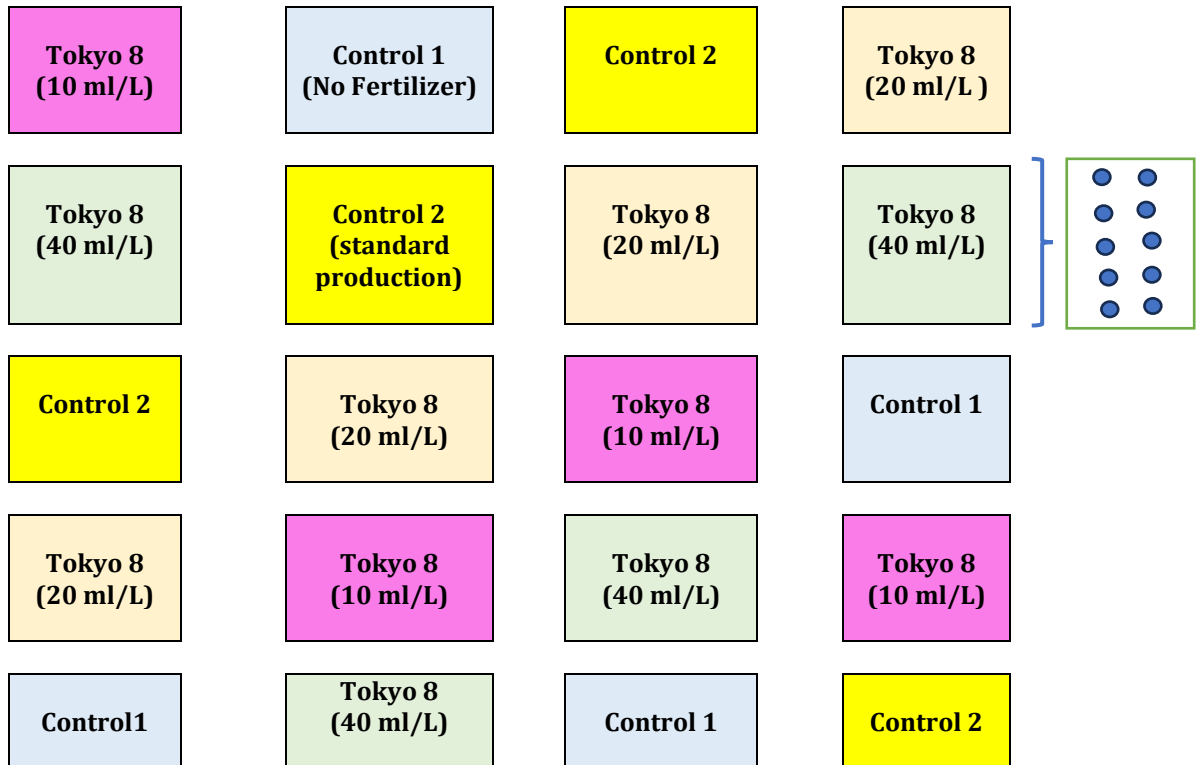 Tokyo 8
(10 ml/L)
Control 1
(No Fertilizer)
Control 2
Tokyo 8
(20 ml/L )
Tokyo 8
(40 ml/L)
Control 2
(standard
production)
Tokyo 8
(20 ml/L)
Tokyo 8
(40 ml/L)
Control 2
Tokyo 8
(20 ml/L)
Tokyo 8
(10 ml/L)
Control 1
Tokyo 8
(20 ml/L)
Tokyo 8
(10 ml/L)
Tokyo 8
(40 ml/L)
Tokyo 8
(10 ml/L)
Control1
Tokyo 8
(40 ml/L)
Control 1
Control 2